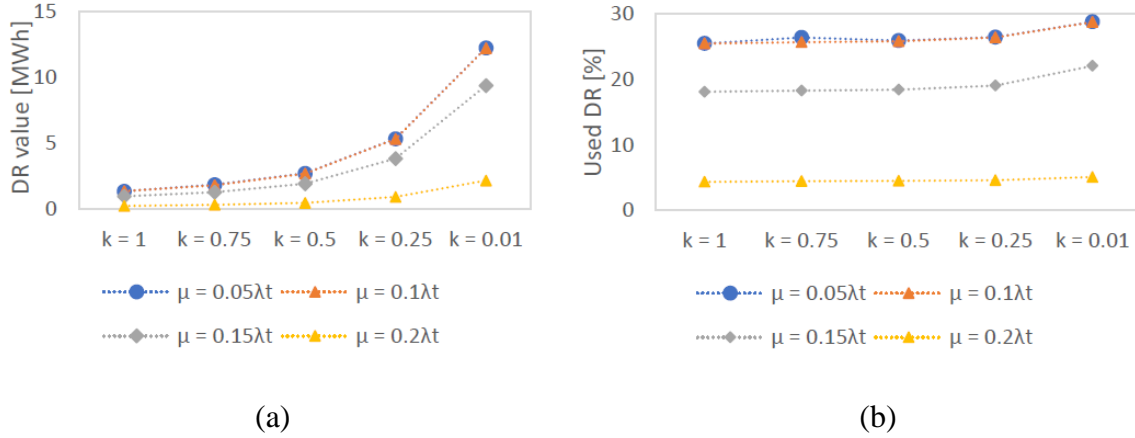 DR value [MWh]
15
10
5
0
k = 1 k = 0.75 k = 0.5 k = 0.25 k = 0.01
μ = 0.05λt μ = 0.1λt
μ = 0.15λt μ = 0.2λt
(a)
Used DR [%]
30
20
10
0
k = 1 k = 0.75 k = 0.5 k = 0.25 k = 0.01
μ = 0.05λt μ = 0.1λt
μ = 0.15λt μ = 0.2λt
(b)